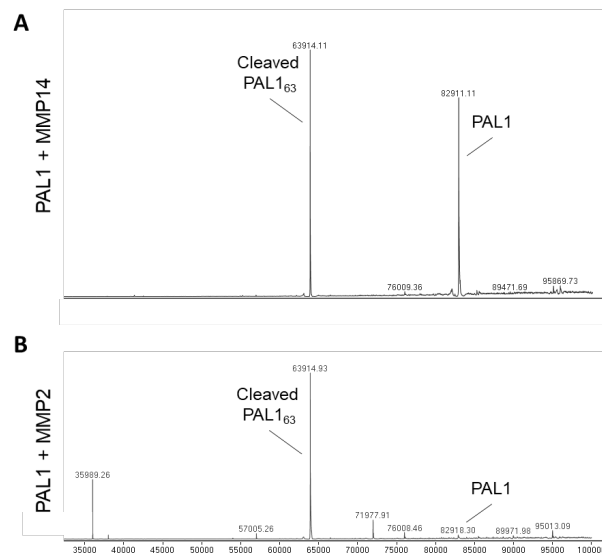 A
PAL1 + MMP14
63914.11
Cleaved
PAL1₆₃
82911.11
PAL1
76009.36
89471.69
95869.73
B
PAL1 + MMP2
63914.93
Cleaved
PAL1₆₃
35989.26
PAL1
71977.91
57005.26
76008.46
82918.30
89971.98
95013.09
35000 40000 45000 50000 55000 60000 65000 70000 75000 80000 85000 90000 95000 1000